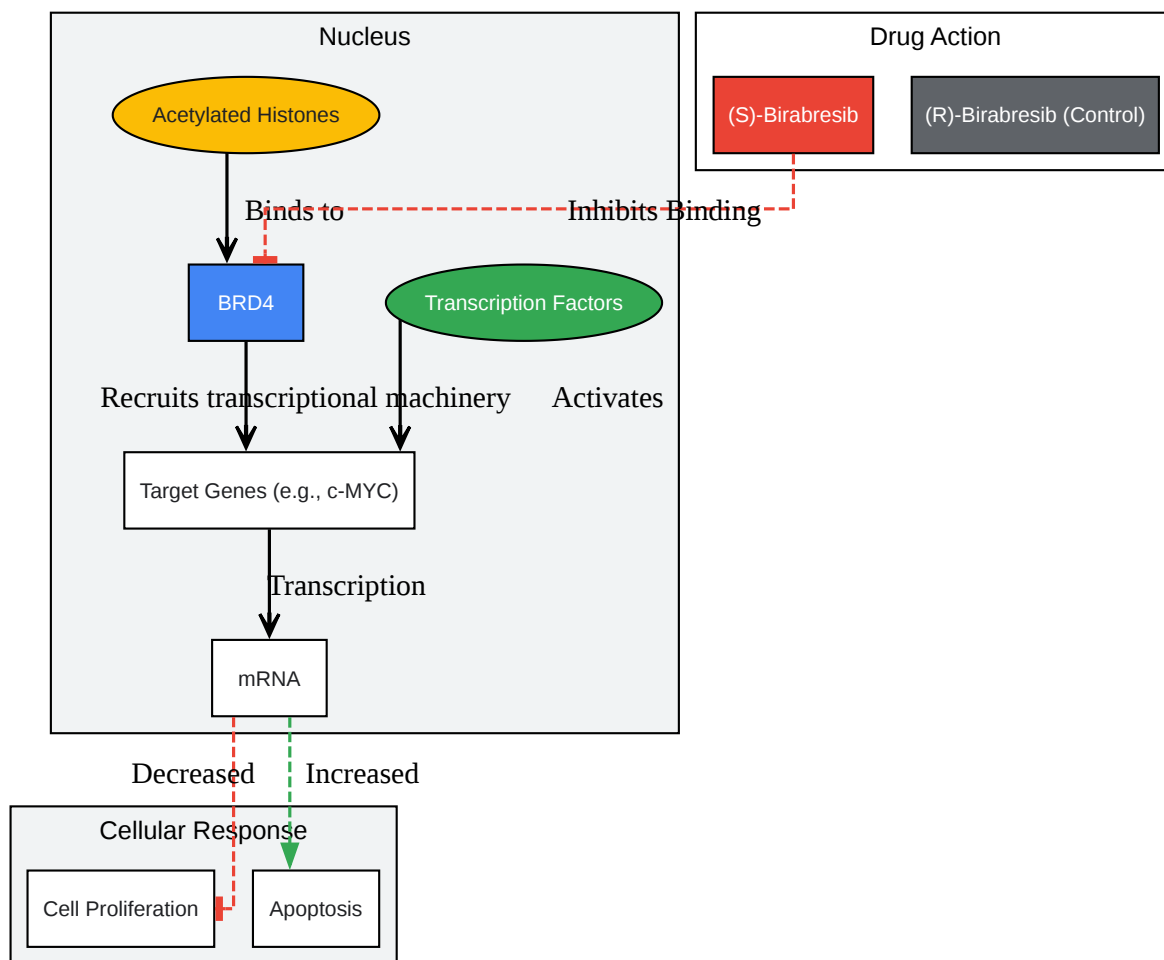 Nucleus
Drug Action
Acetylated Histones
(S)-Birabresib
(R)-Birabresib (Control)
Binds to
Inhibits Binding
BRD4
Transcription Factors
Recruits transcriptional machinery
Activates
Target Genes (e.g., c-MYC)
Transcription
mRNA
Decreased
Increased
Cellular Response
Cell Proliferation
Apoptosis